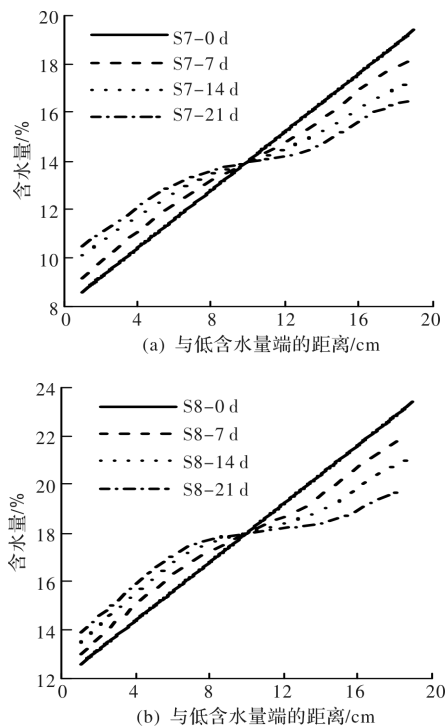 20
18
16
14
12
10
8
含水量/%
S7-0 d
S7-7 d
S7-14 d
S7-21 d
0 4 8 12 16 20
(a) 与低含水量端的距离/cm
24
22
20
18
16
14
12
含水量/%
S8-0 d
S8-7 d
S8-14 d
S8-21 d
0 4 8 12 16 20
(b) 与低含水量端的距离/cm